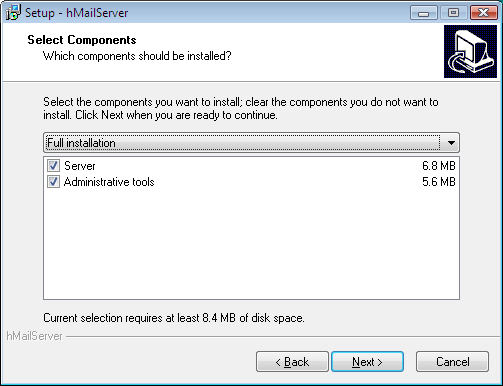 Setup - hMailServer
Select Components
Which components should be installed?
Select the components you want to install; clear the components you do not want to
install. Click Next when you are ready to continue.
Full installation
Server 6.8 MB
Administrative tools 5.6 MB
Current selection requires at least 8.4 MB of disk space.
hMailServer
< Back
Next >
Cancel